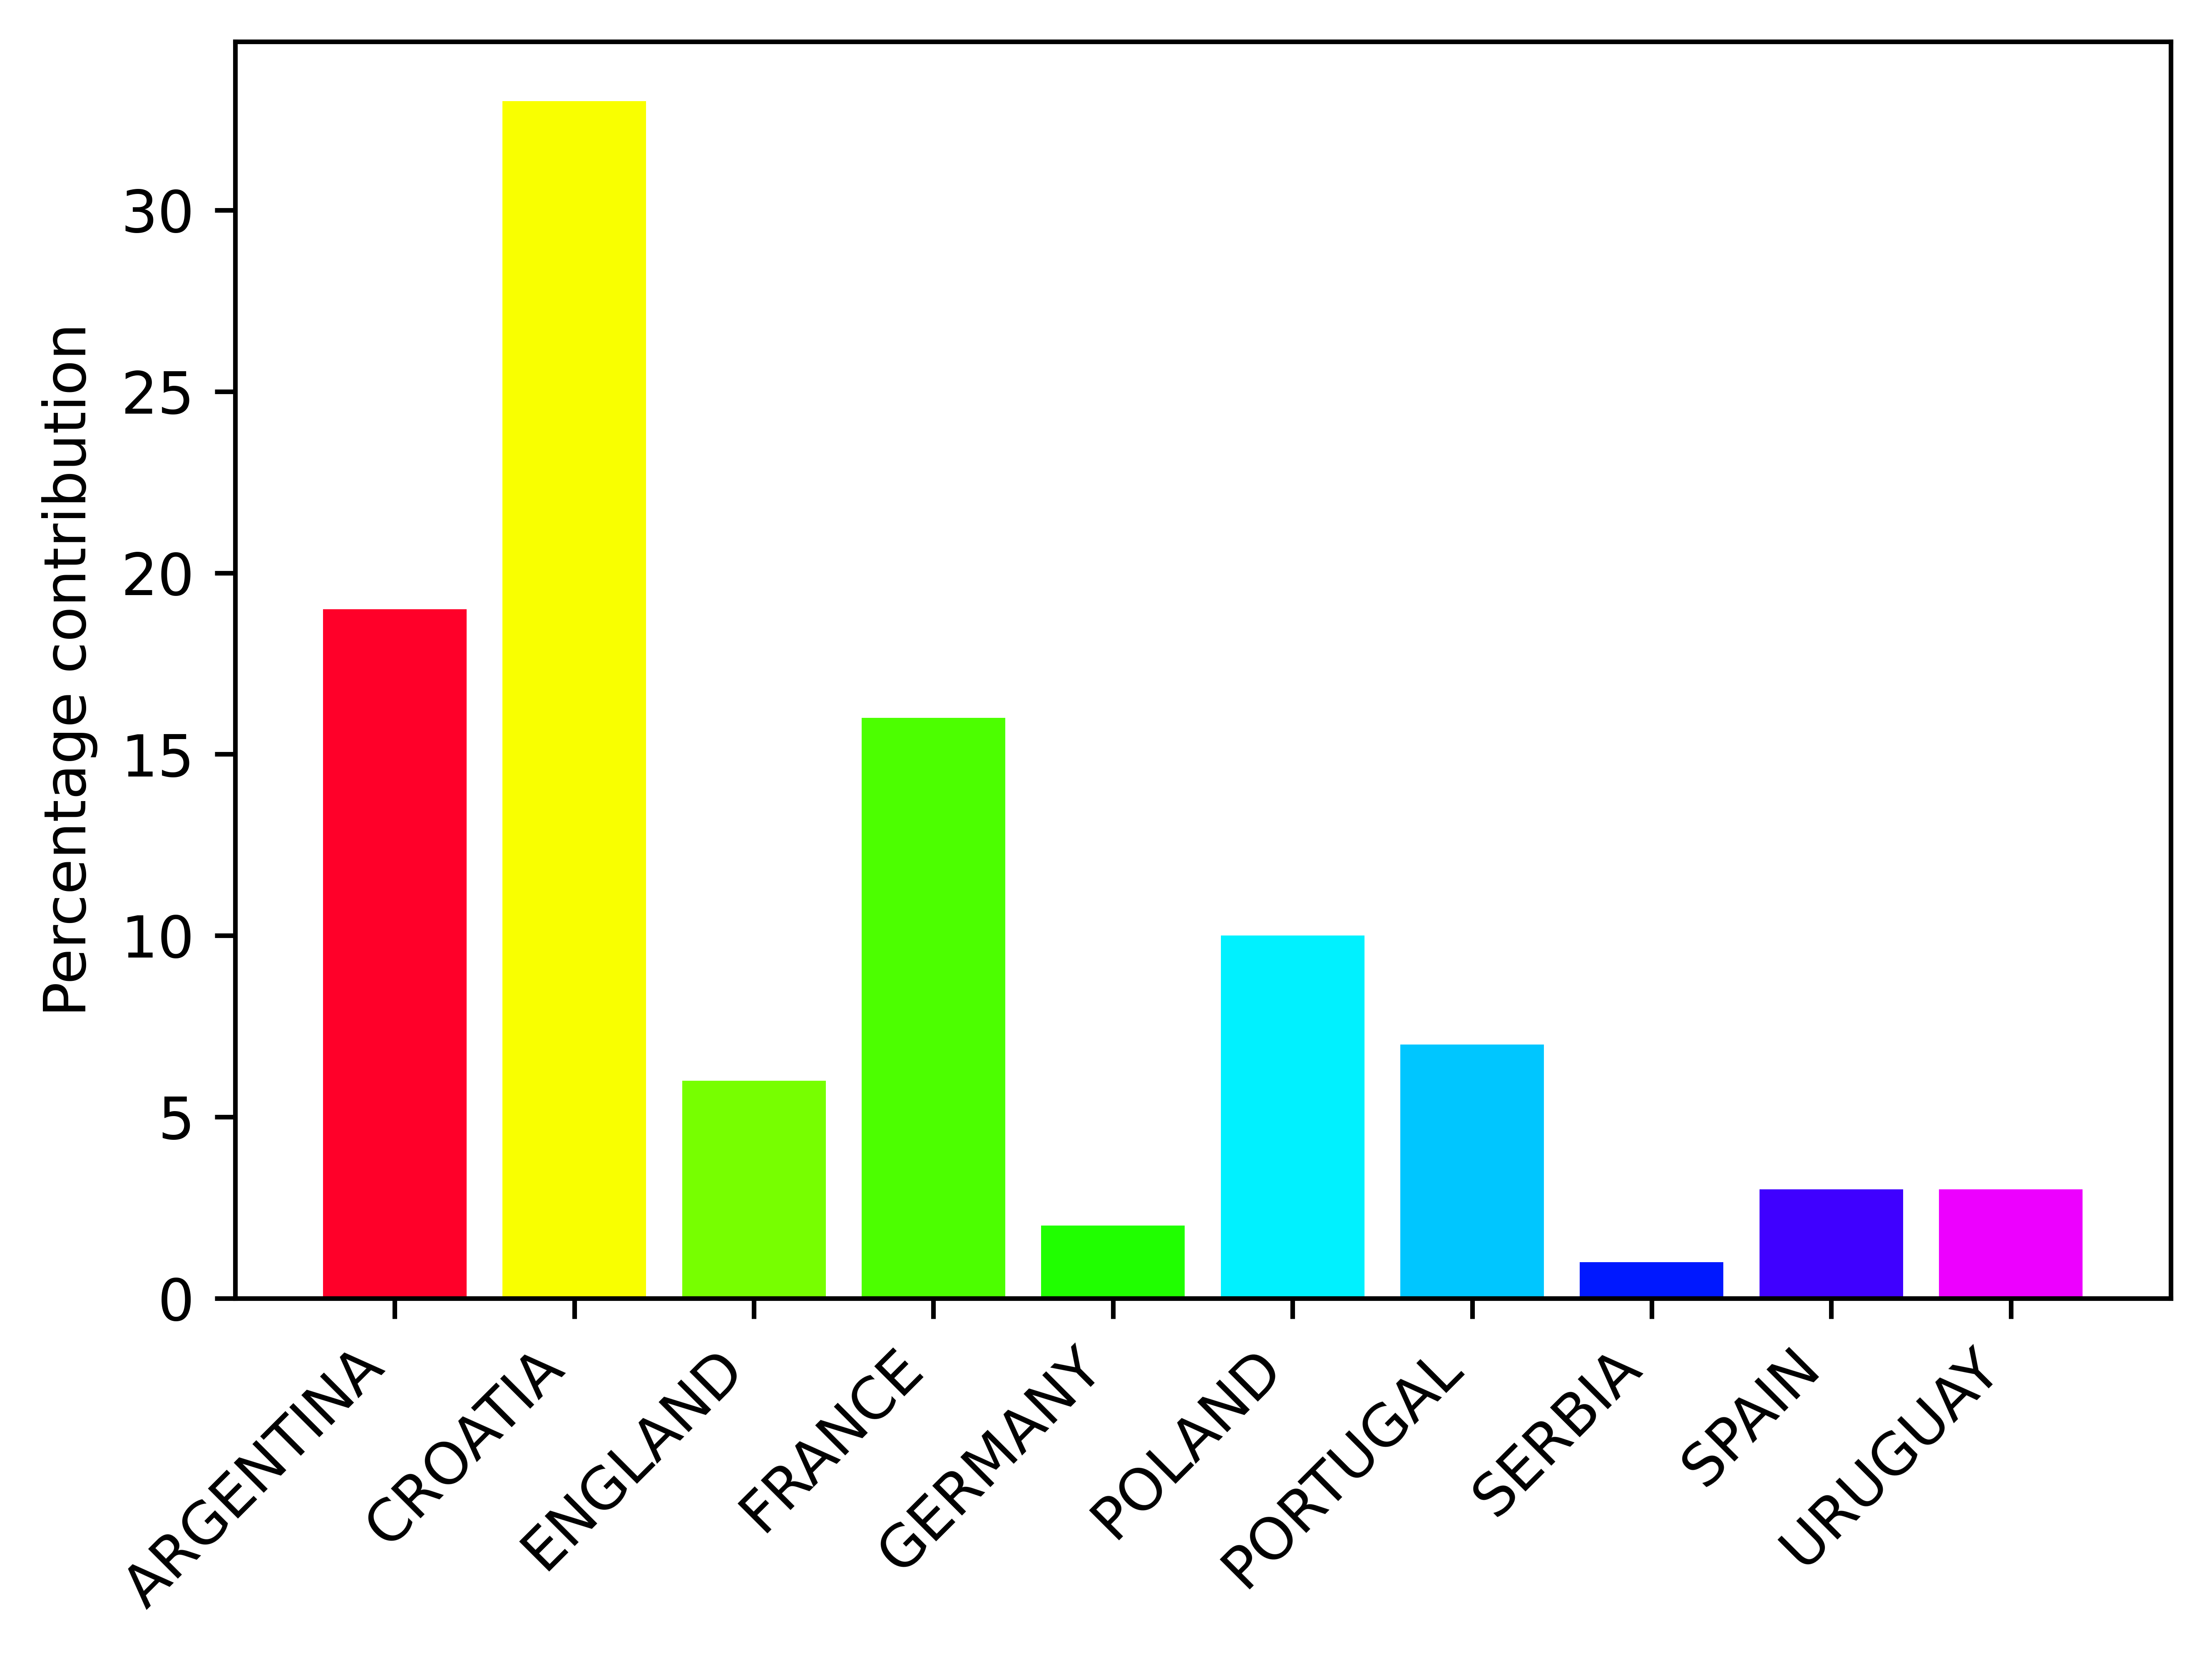 Percentage contribution
30
25
20
15
10
5
0
ARGENTINA
CROATIA
ENGLAND
FRANCE
GERMANY
POLAND
PORTUGAL
SERBIA
SPAIN
URUGUAY